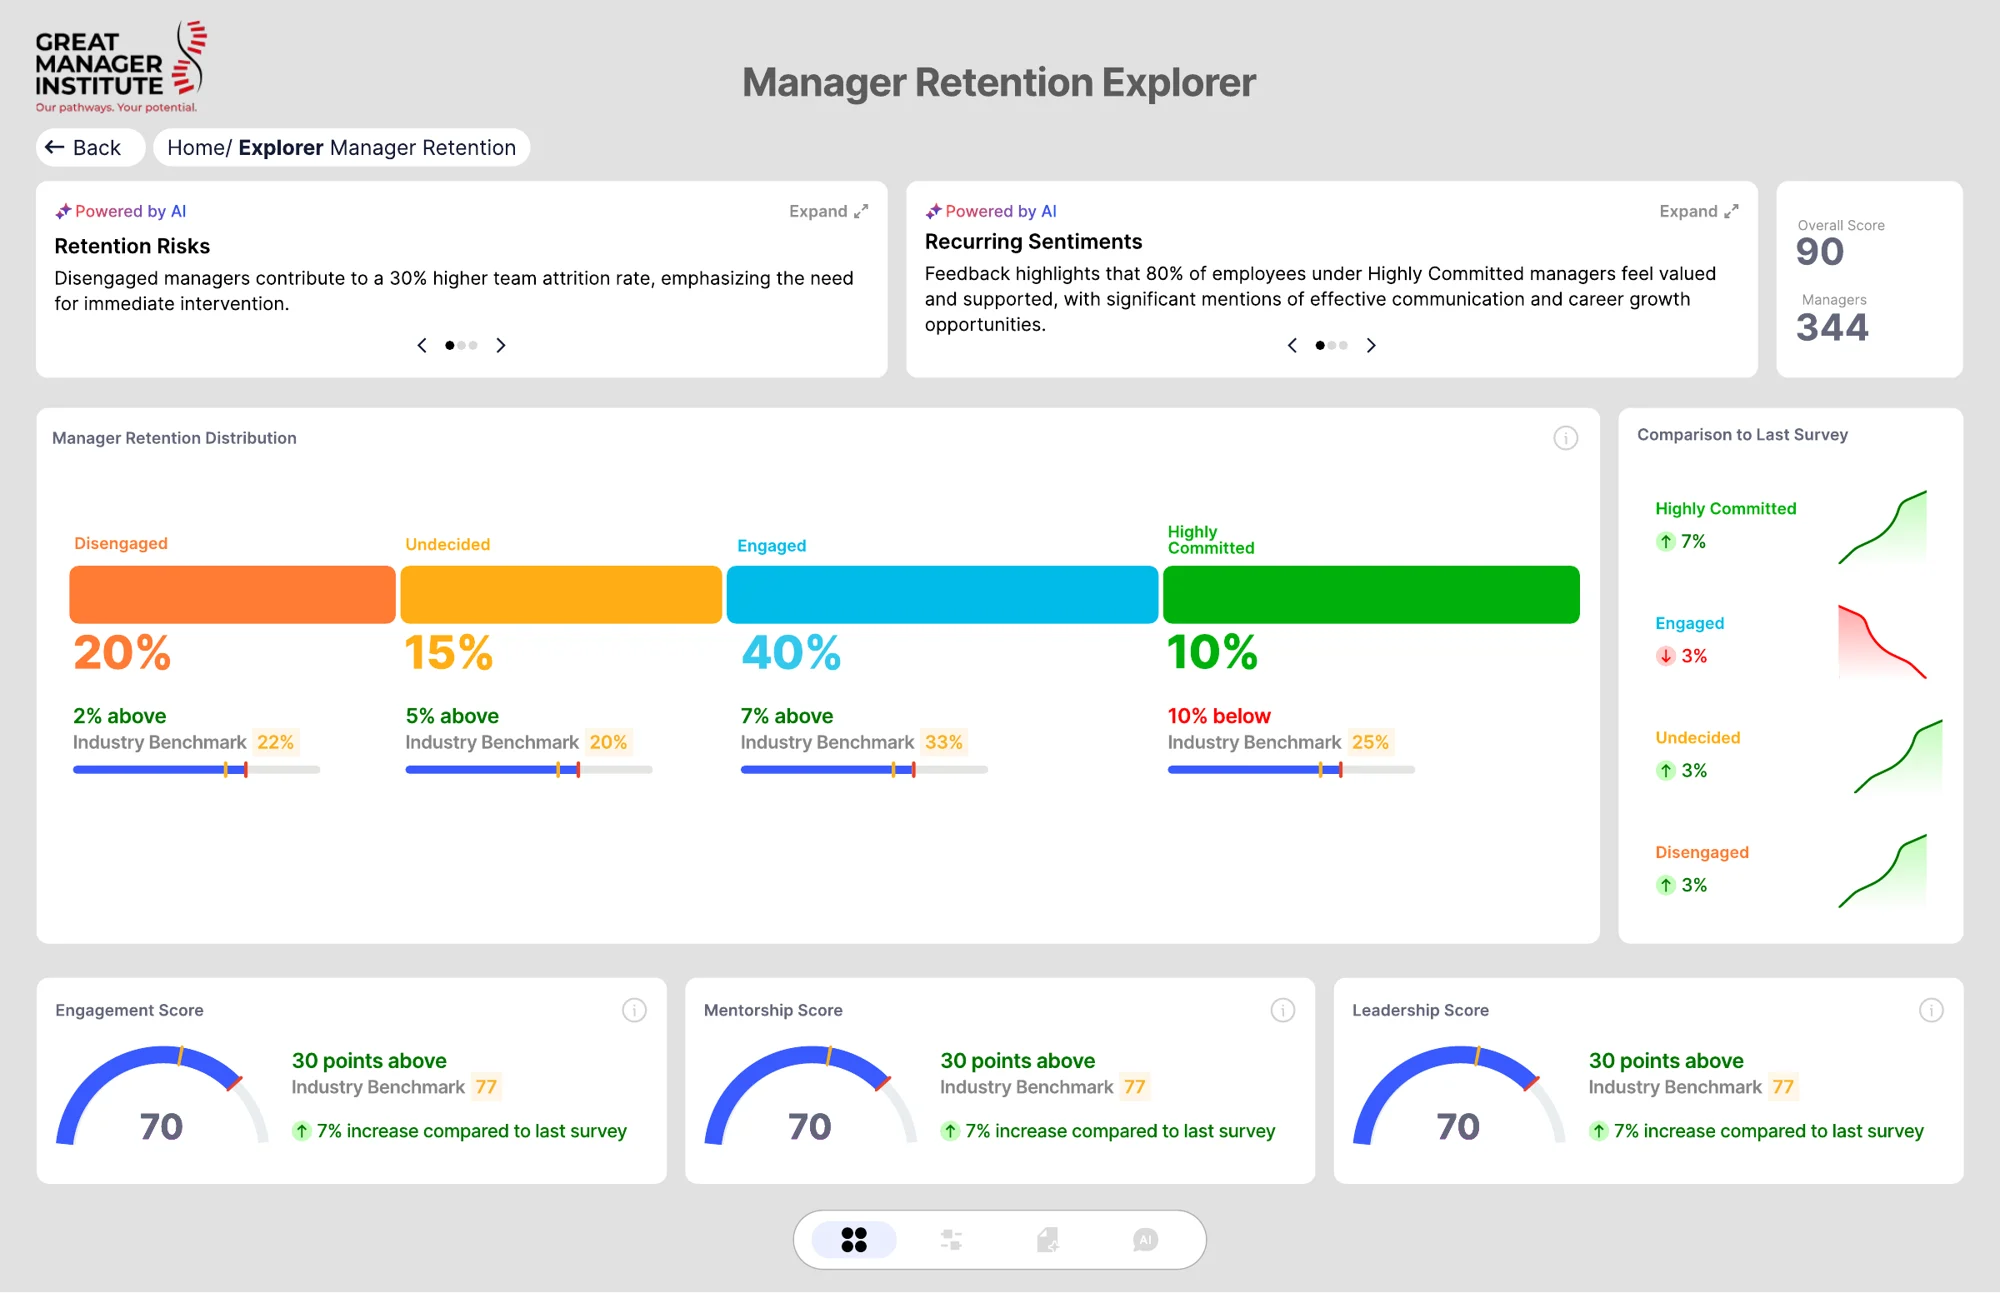 GREAT
MANAGER
INSTITUTE
Our pathways. Your potential.
Manager Retention Explorer
Back
Home/ Explorer Manager Retention
Powered by AI
Expand
Retention Risks
Disengaged managers contribute to a 30% higher team attrition rate, emphasizing the need
for immediate intervention.
Powered by AI
Expand
Recurring Sentiments
Feedback highlights that 80% of employees under Highly Committed managers feel valued
and supported, with significant mentions of effective communication and career growth
opportunities.
Overall Score
90
Managers
344
Manager Retention Distribution
i
Disengaged
20%
2% above
Industry Benchmark 22%
Undecided
15%
5% above
Industry Benchmark 20%
Engaged
40%
7% above
Industry Benchmark 33%
Highly
Committed
10%
10% below
Industry Benchmark 25%
Comparison to Last Survey
Highly Committed
7%
Engaged
3%
Undecided
3%
Disengaged
3%
Engagement Score
i
70
30 points above
Industry Benchmark 77
7% increase compared to last survey
Mentorship Score
i
70
30 points above
Industry Benchmark 77
7% increase compared to last survey
Leadership Score
i
70
30 points above
Industry Benchmark 77
7% increase compared to last survey
AI